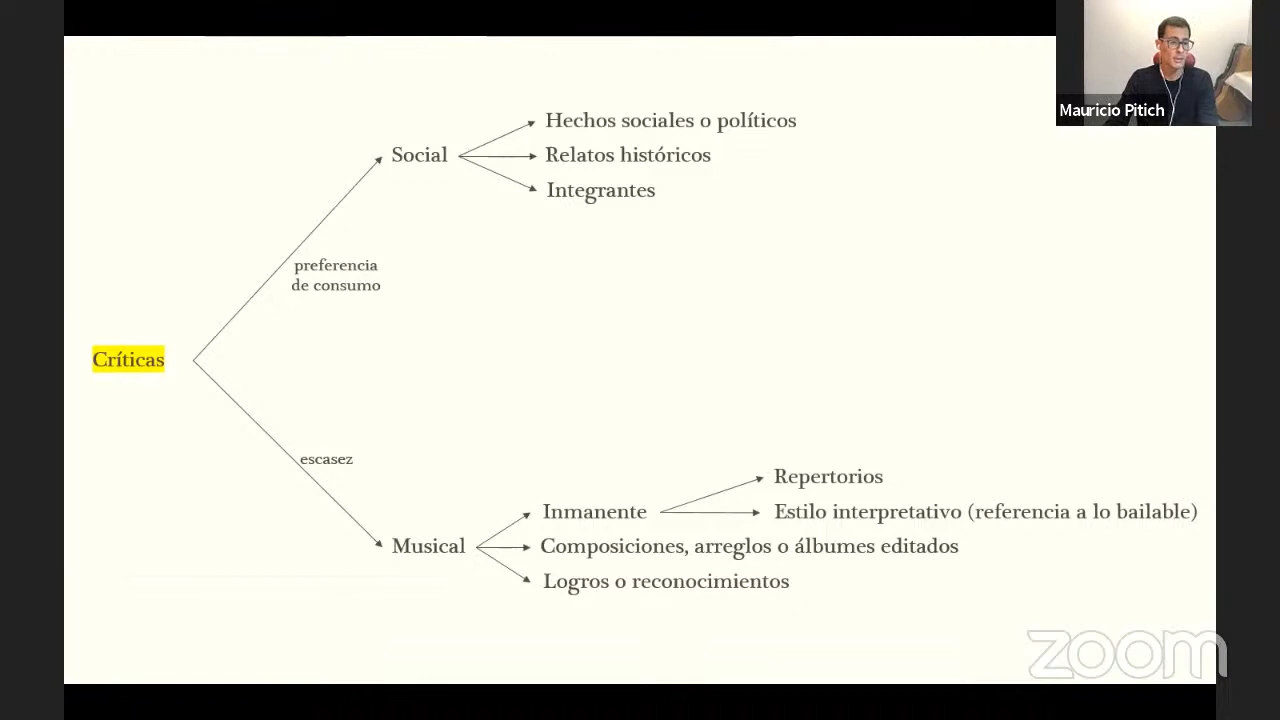 Mauricio Pitich
Hechos sociales o políticos
Social
Relatos históricos
Integrantes
preferencia
de consumo
Críticas
escasez
Repertorios
Inmanente
Estilo interpretativo (referencia a lo bailable)
Musical
Composiciones, arreglos o álbumes editados
Logros o reconocimientos
zoom